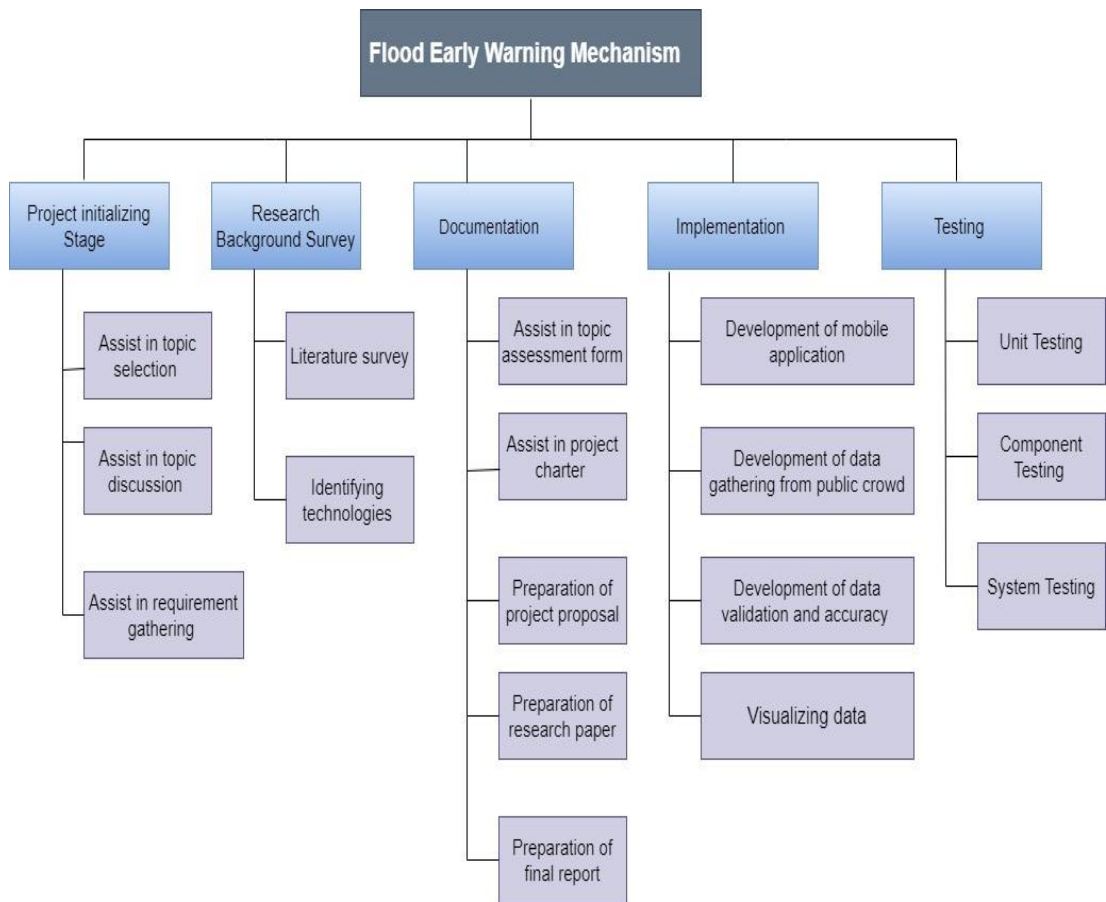 Flood Early Warning Mechanism
Project initializing
Stage
Research
Background Survey
Documentation
Implementation
Testing
Assist in topic
selection
Assist in topic
discussion
Assist in requirement
gathering
Literature survey
Identifying
technologies
Assist in topic
assessment form
Assist in project
charter
Preparation of
project proposal
Preparation of
research paper
Preparation of
final report
Development of mobile
application
Development of data
gathering from public crowd
Development of data
validation and accuracy
Visualizing data
Unit Testing
Component
Testing
System Testing